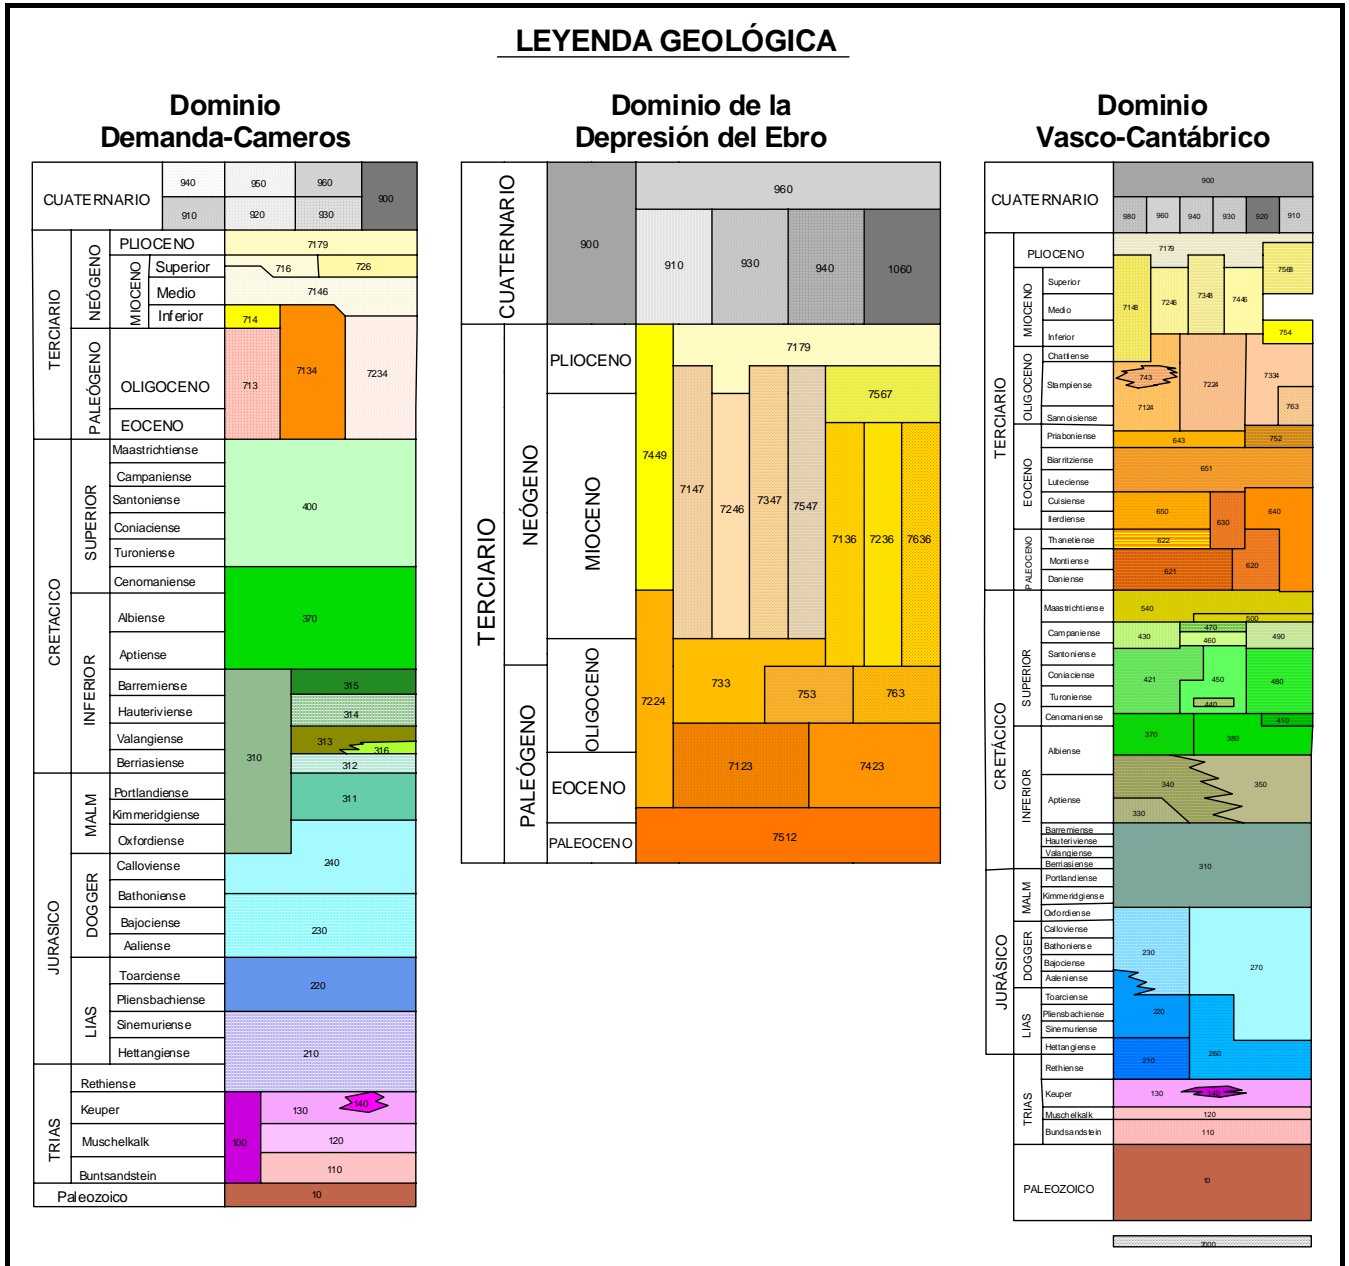 LEYENDA GEOLÓGICA
Dominio
Demanda-Cameros
CUATERNARIO
940
950
960
900
910
920
930
TERCIARIO
NEÓGENO
PLIOCENO
7179
MIOCENO
Superior
716
726
Medio
7146
Inferior
714
7134
7234
PALEÓGENO
OLIGOCENO
713
EOCENO
CRETACICO
SUPERIOR
Maastrichtiense
Campaniense
Santoniense
400
Coniaciense
Turoniense
Cenomaniense
INFERIOR
Albiense
370
Aptiense
Barremiense
315
Hauteriviense
314
310
Valangiense
313
316
Berriasiense
312
JURASICO
MALM
Portlandiense
311
Kimmeridgiense
Oxfordiense
DOGGER
Calloviense
240
Bathoniense
Bajociense
230
Aaliense
LIAS
Toarciense
220
Pliensbachiense
Sinemuriense
210
Hettangiense
TRIAS
Rethiense
Keuper
130
140
100
Muschelkalk
120
Buntsandstein
110
Paleozoico
10
Dominio de la
Depresión del Ebro
CUATERNARIO
900
960
910
930
940
1060
TERCIARIO
NEÓGENO
PLIOCENO
7179
7567
MIOCENO
7449
7147
7246
7347
7547
7136
7236
7636
PALEÓGENO
OLIGOCENO
7224
733
753
763
7123
7423
EOCENO
PALEOCENO
7512
Dominio
Vasco-Cantábrico
CUATERNARIO
900
980
960
940
930
920
910
TERCIARIO
PLIOCENO
7179
7568
MIOCENO
Superior
Medio
Inferior
7148
7246
7348
7446
754
OLIGOCENO
Chattiense
Stampiense
Sannoisiense
743
7124
7224
7334
763
EOCENO
Priaboniense
643
752
Biarritziense
651
Luteciense
Cuisiense
650
630
640
Ilerdiense
PALEOCENO
Thanetiense
622
Montiense
621
620
Daniense
CRETÁCICO
SUPERIOR
Maastrichtiense
540
500
Campaniense
430
470
460
490
Santoniense
Coniaciense
421
450
480
Turoniense
440
Cenomaniense
410
INFERIOR
370
380
Albiense
340
350
Aptiense
330
Barremiense
Hauteriviense
Valangiense
Berriasiense
310
JURÁSICO
MALM
Portlandiense
Kimmeridgiense
Oxfordiense
DOGGER
Calloviense
Bathoniense
230
Bajociense
270
Aaleniense
LIAS
Toarciense
Pliensbachiense
220
Sinemuriense
Hettangiense
210
260
TRIAS
Rethiense
Keuper
130
140
Muschelkalk
120
Bundsandstein
110
PALEOZOICO
10
2000